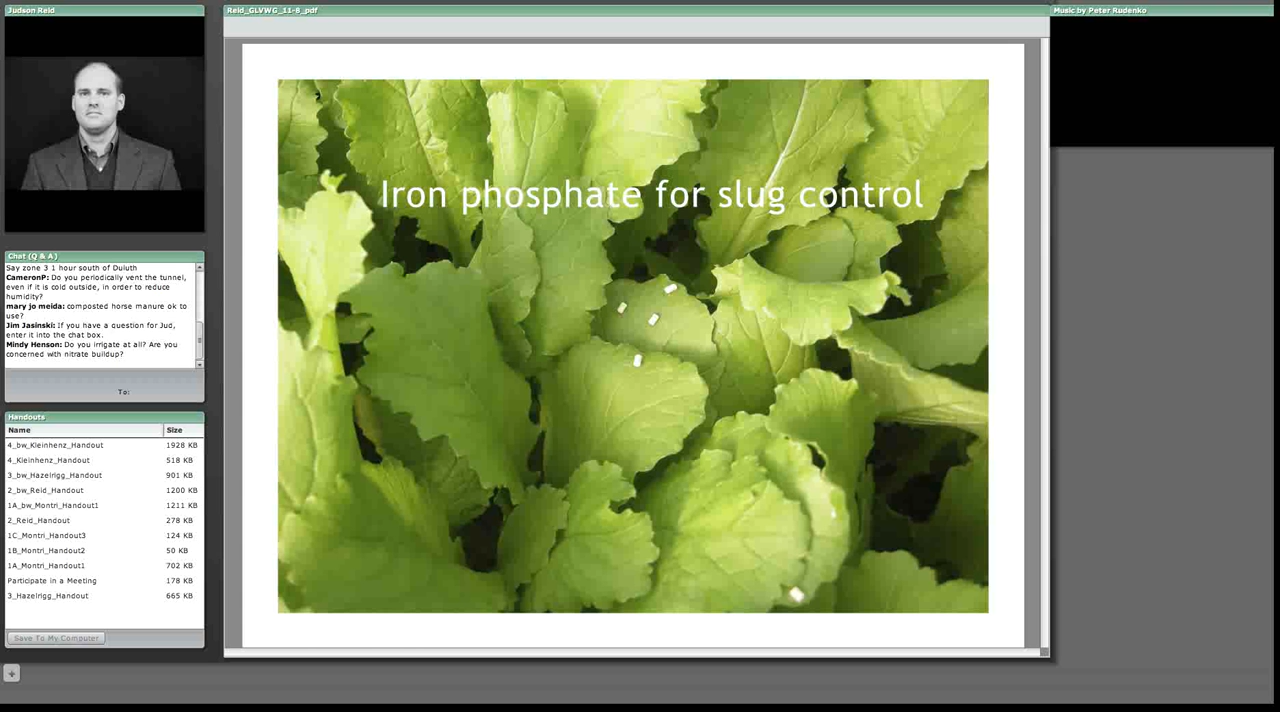 Judson Reid
Reid_GLVWG_11-8_pdf
Music by Peter Rudenko
Iron phosphate for slug control
Chat (Q & A)
Say zone 3 1 hour south of Duluth
CameronP: Do you periodically vent the tunnel,
even if it is cold outside, in order to reduce
humidity?
mary jo meida: composted horse manure ok to
use?
Jim Jasinski: If you have a question for Jud,
enter it into the chat box.
Mindy Henson: Do you irrigate at all? Are you
concerned with nitrate buildup?
To:
Handouts
Name Size
4_bw_Kleinhenz_Handout 1928 KB
4_Kleinhenz_Handout 518 KB
3_bw_Hazelrigg_Handout 901 KB
2_bw_Reid_Handout 1200 KB
1A_bw_Montri_Handout1 1211 KB
2_Reid_Handout 278 KB
1C_Montri_Handout3 124 KB
1B_Montri_Handout2 50 KB
1A_Montri_Handout1 702 KB
Participate in a Meeting 178 KB
3_Hazelrigg_Handout 665 KB
Save To My Computer